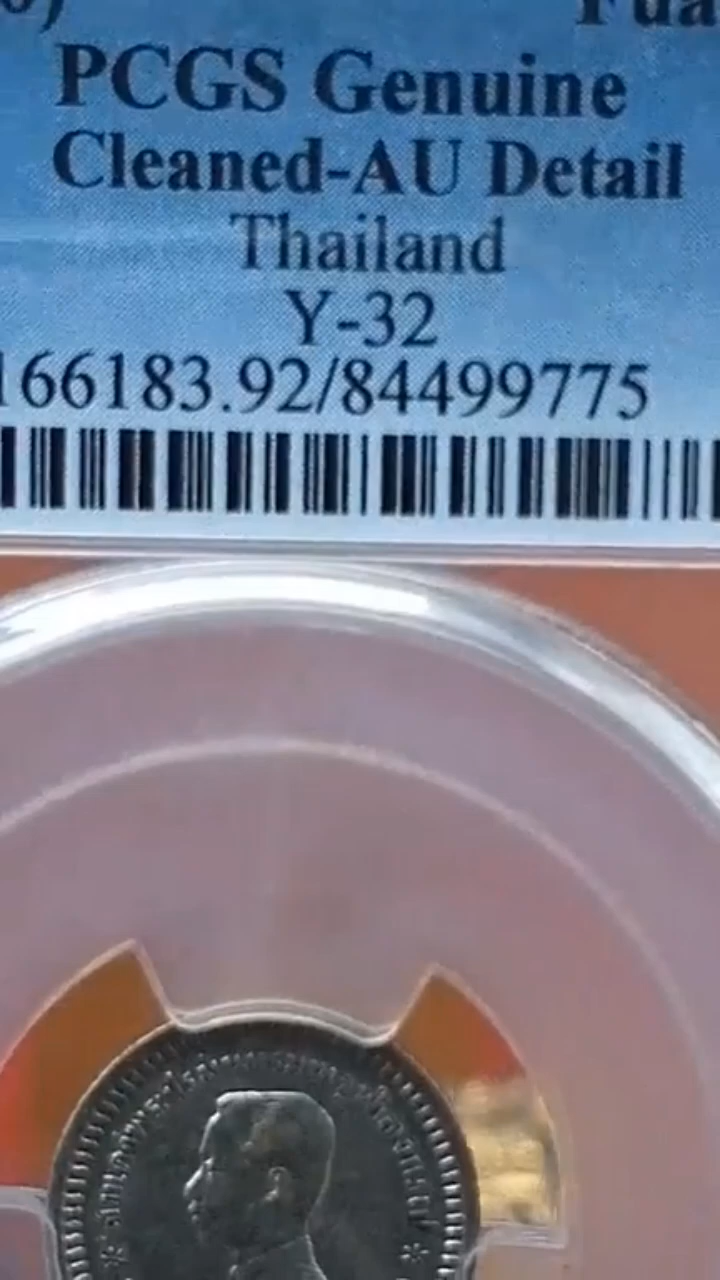 PCGS Genuine
Cleaned-AU Detail
Thailand
Y-32
166183.92/84499775